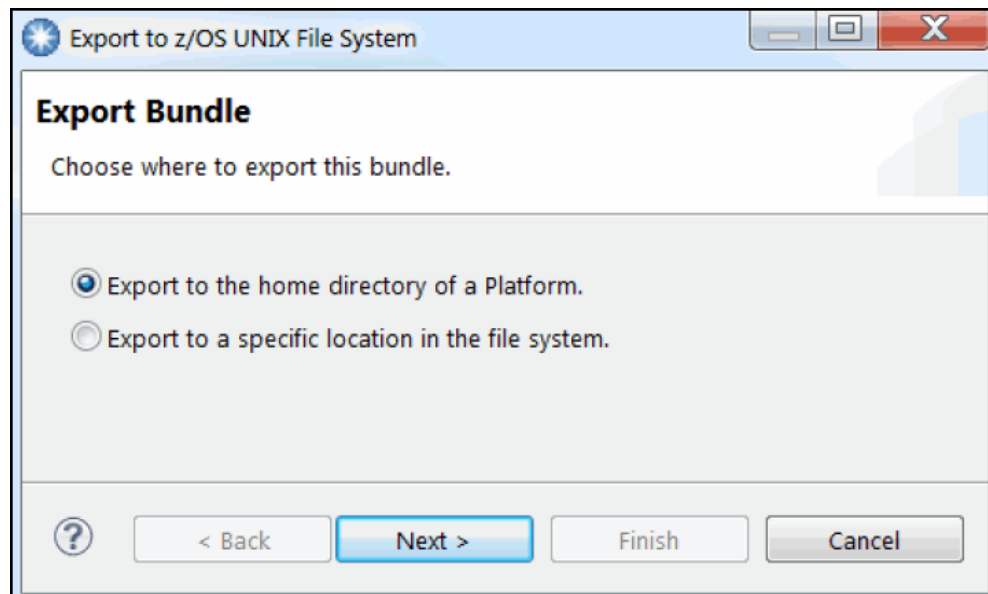 Export to z/OS UNIX File System
X
Export Bundle
Choose where to export this bundle.
Export to the home directory of a Platform.
Export to a specific location in the file system.
?
< Back
Next >
Finish
Cancel